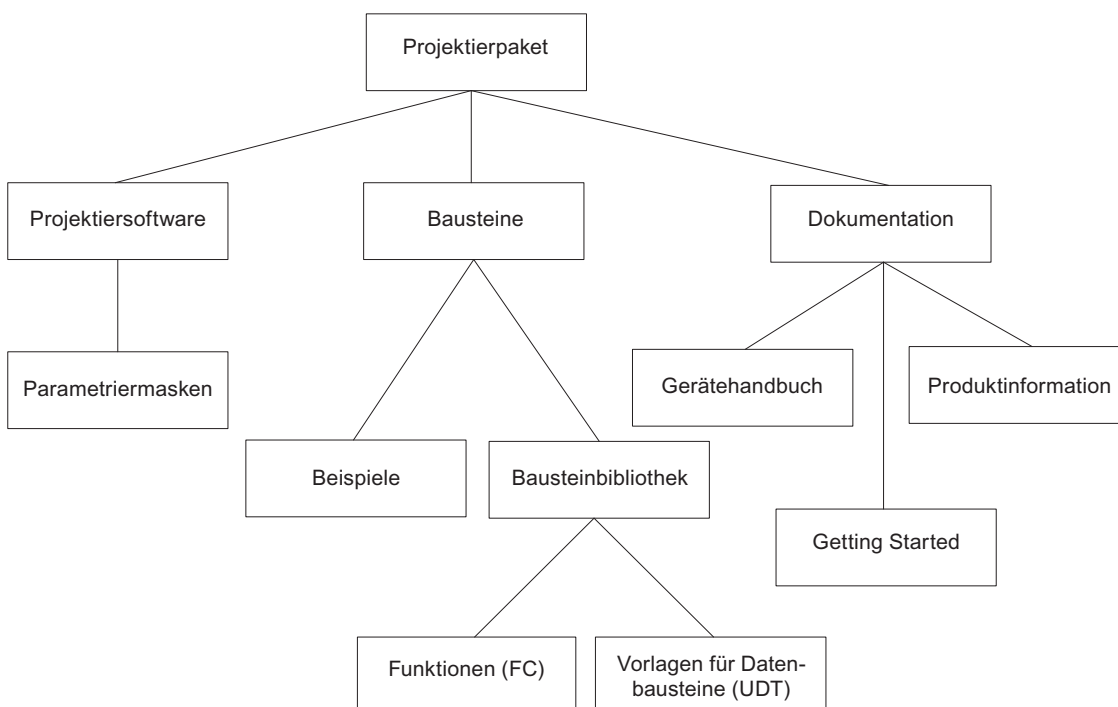 Projektierpaket
Projektiersoftware
Bausteine
Dokumentation
Parametriermasken
Gerätehandbuch
Produktinformation
Beispiele
Bausteinbibliothek
Getting Started
Funktionen (FC)
Vorlagen für Daten-
bausteine (UDT)